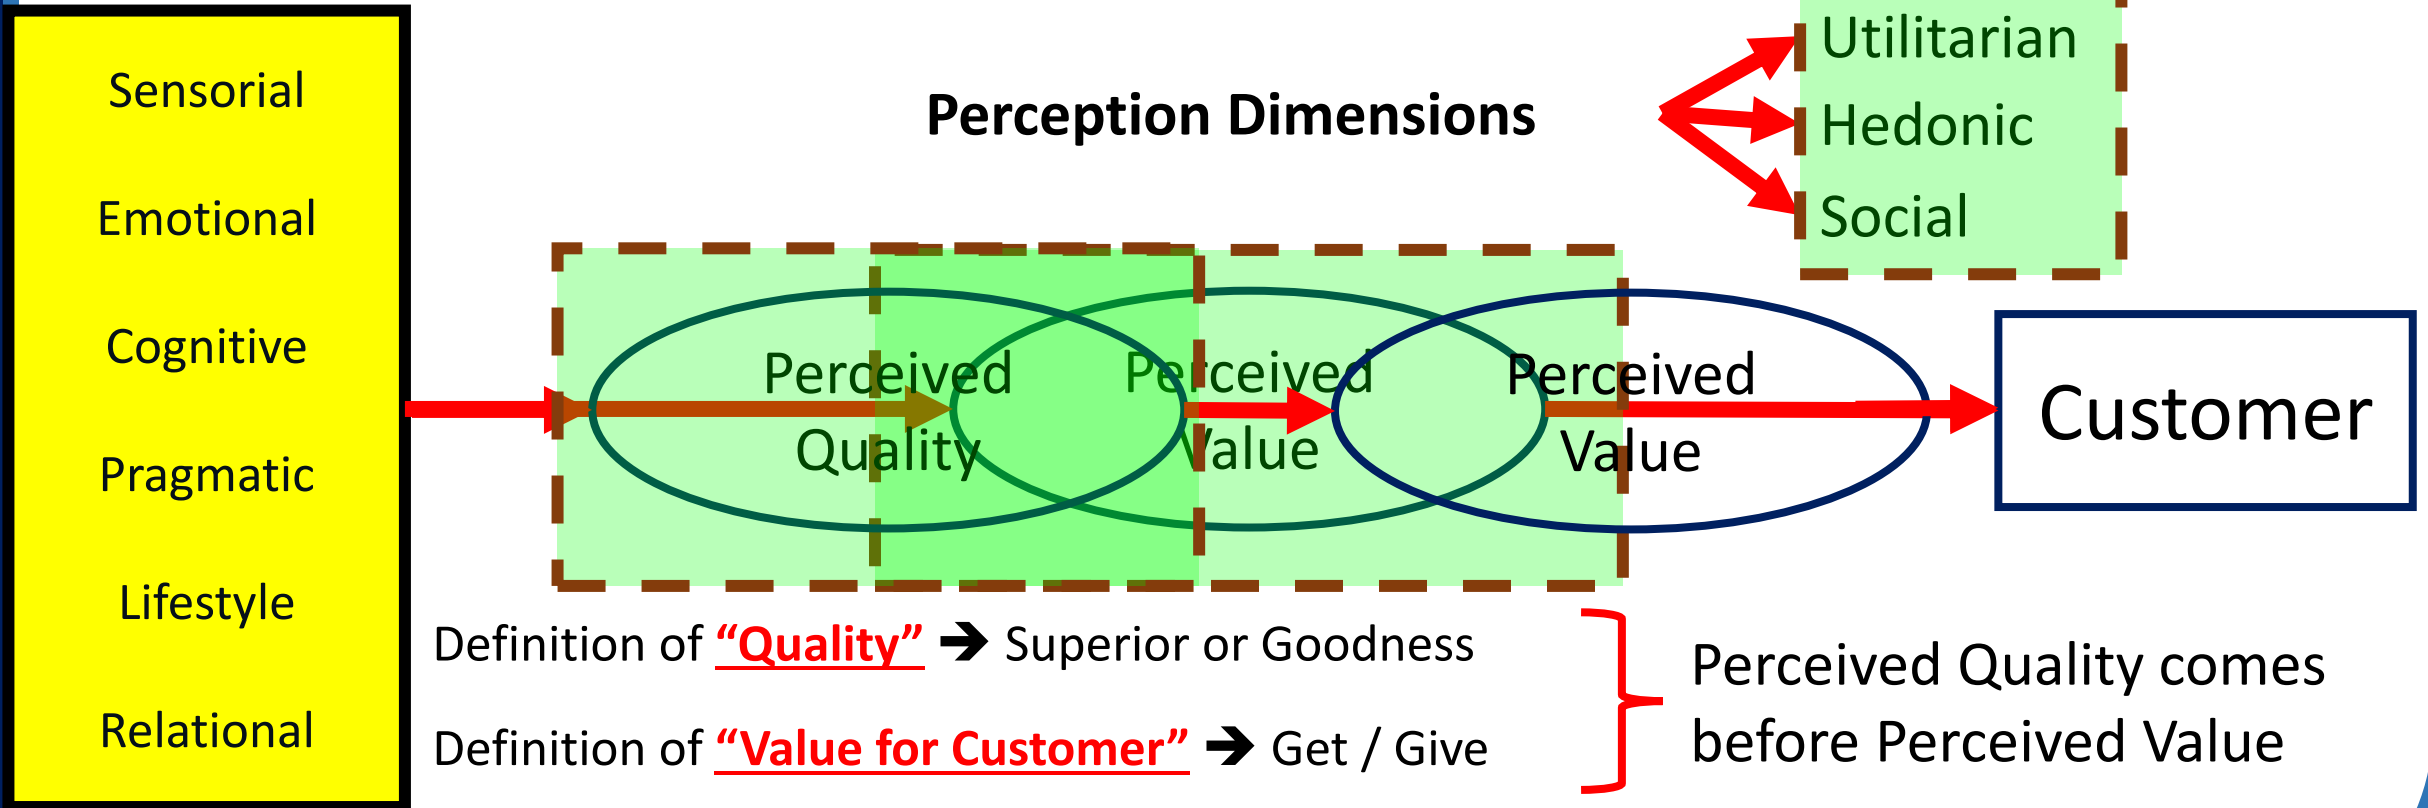 Sensorial
Emotional
Cognitive
Pragmatic
Lifestyle
Relational
Perception Dimensions
Utilitarian
Hedonic
Social
Perceived
Quality
Perceived
Value
Perceived
Value
Customer
Definition of “Quality” ➔ Superior or Goodness
Definition of “Value for Customer” ➔ Get / Give
Perceived Quality comes
before Perceived Value